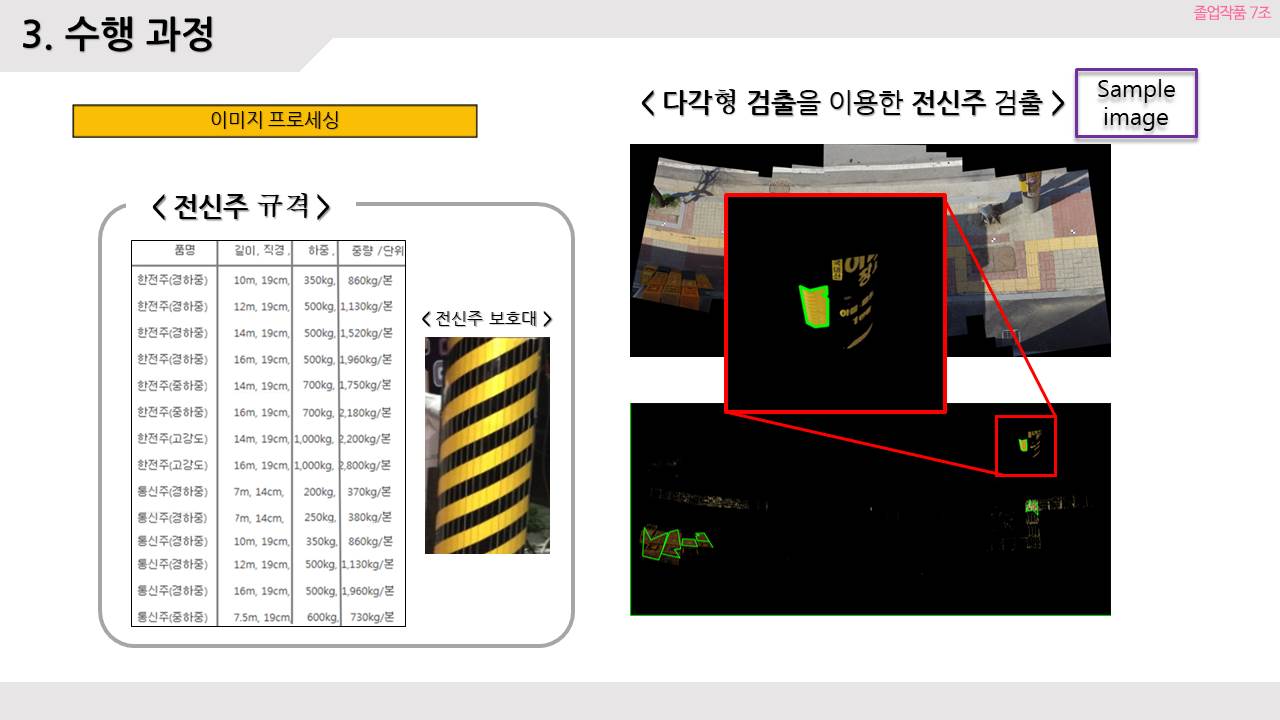 졸업작품 7조
3. 수행 과정
이미지 프로세싱
< 다각형 검출을 이용한 전신주 검출 >
Sample
image
< 전신주 규격 >
품명 길이, 직경, 하중, 중량 /단위
한전주(경하중) 10m, 19cm, 350kg, 860kg/본
한전주(경하중) 12m, 19cm, 500kg, 1,130kg/본
한전주(경하중) 14m, 19cm, 500kg, 1,520kg/본
한전주(경하중) 16m, 19cm, 500kg, 1,960kg/본
한전주(중하중) 14m, 19cm, 700kg, 1,750kg/본
한전주(중하중) 16m, 19cm, 700kg, 2,180kg/본
한전주(고강도) 14m, 19cm, 1,000kg, 2,200kg/본
한전주(고강도) 16m, 19cm, 1,000kg, 2,800kg/본
통신주(경하중) 7m, 14cm, 200kg, 370kg/본
통신주(경하중) 7m, 14cm, 250kg, 380kg/본
통신주(경하중) 10m, 19cm, 350kg, 860kg/본
통신주(경하중) 12m, 19cm, 500kg, 1,130kg/본
통신주(경하중) 16m, 19cm, 500kg, 1,960kg/본
통신주(중하중) 7.5m, 19cm, 600kg, 730kg/본
< 전신주 보호대 >